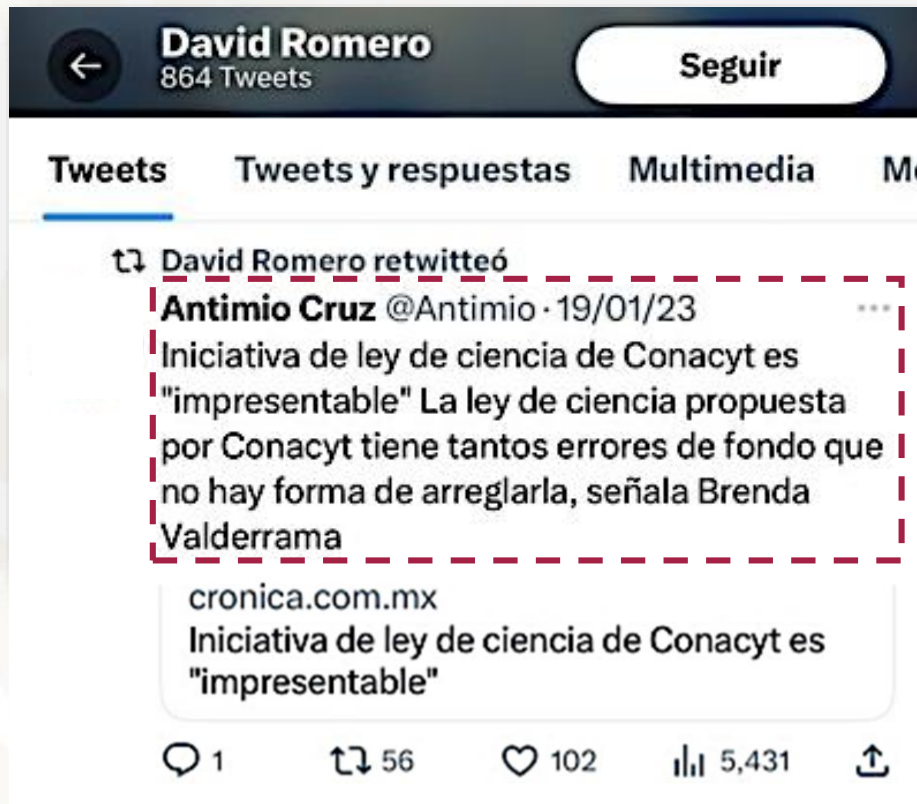 David Romero
864 Tweets
Seguir
Tweets Tweets y respuestas Multimedia
David Romero retwitteó
Antimio Cruz @Antimio · 19/01/23
Iniciativa de ley de ciencia de Conacyt es
"impresentable" La ley de ciencia propuesta
por Conacyt tiene tantos errores de fondo que
no hay forma de arreglarla, señala Brenda
Valderrama
cronica.com.mx
Iniciativa de ley de ciencia de Conacyt es
"impresentable"
1 56 102 5,431